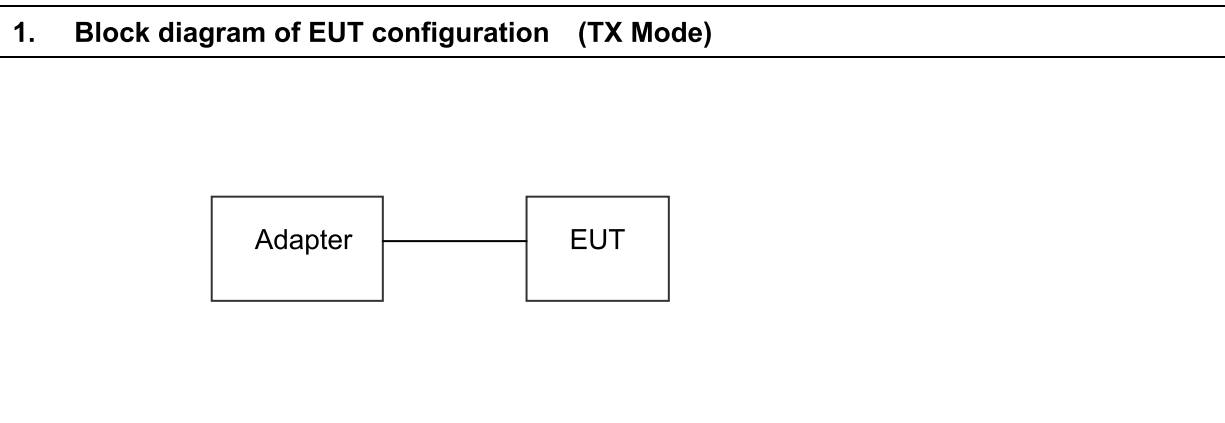 1. Block diagram of EUT configuration (TX Mode)
Adapter
EUT